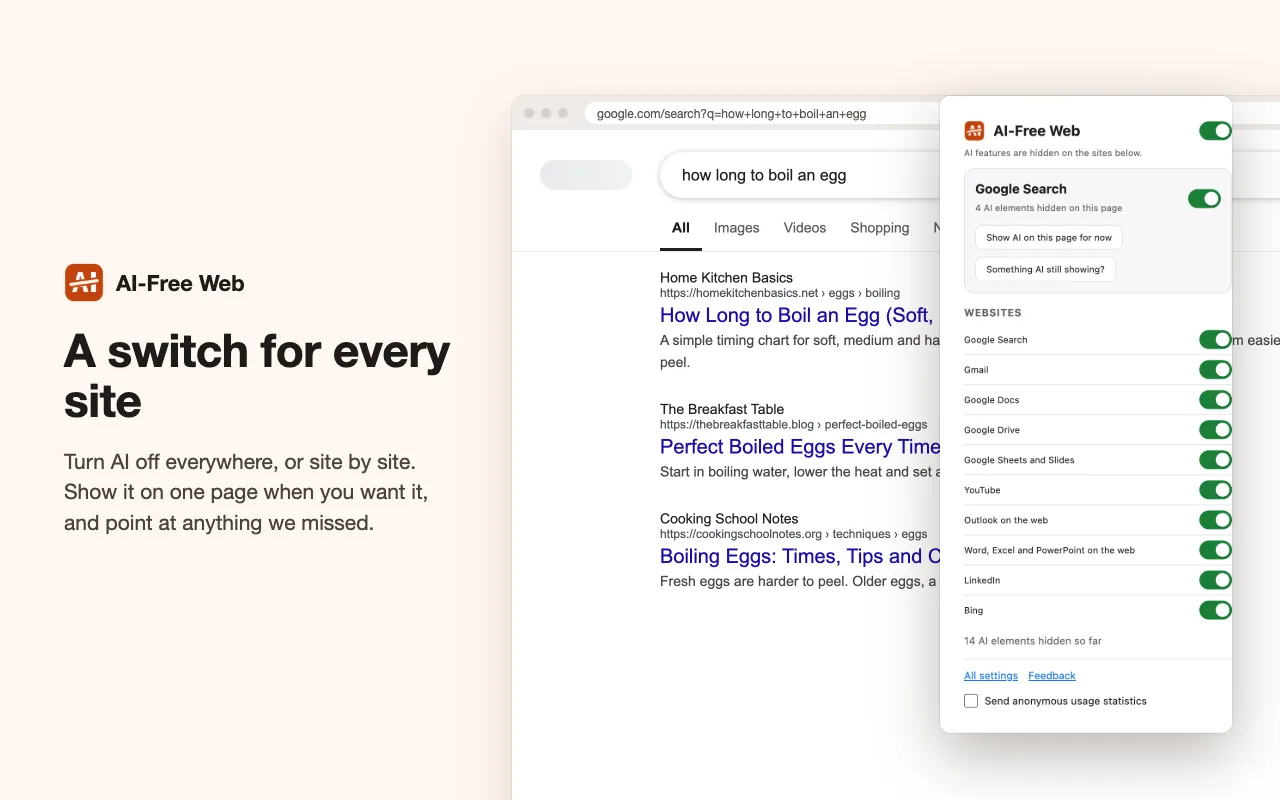 AI-Free Web
A switch for every
site
Turn AI off everywhere, or site by site.
Show it on one page when you want it,
and point at anything we missed.
google.com/search?q=how+long+to+boil+an+egg
how long to boil an egg
All Images Videos Shopping N
Home Kitchen Basics
https://homekitchenbasics.net › eggs › boiling
How Long to Boil an Egg (Soft,
A simple timing chart for soft, medium and ha
m easie
peel.
The Breakfast Table
https://thebreakfasttable.blog › perfect-boiled-eggs
Perfect Boiled Eggs Every Time
Start in boiling water, lower the heat and set a
Cooking School Notes
https://cookingschoolnotes.org › techniques › eggs
Boiling Eggs: Times, Tips and C
Fresh eggs are harder to peel. Older eggs, a
AI AI-Free Web
AI features are hidden on the sites below.
Google Search
4 AI elements hidden on this page
Show AI on this page for now
Something AI still showing?
WEBSITES
Google Search
Gmail
Google Docs
Google Drive
Google Sheets and Slides
YouTube
Outlook on the web
Word, Excel and PowerPoint on the web
LinkedIn
Bing
14 AI elements hidden so far
All settings Feedback
Send anonymous usage statistics